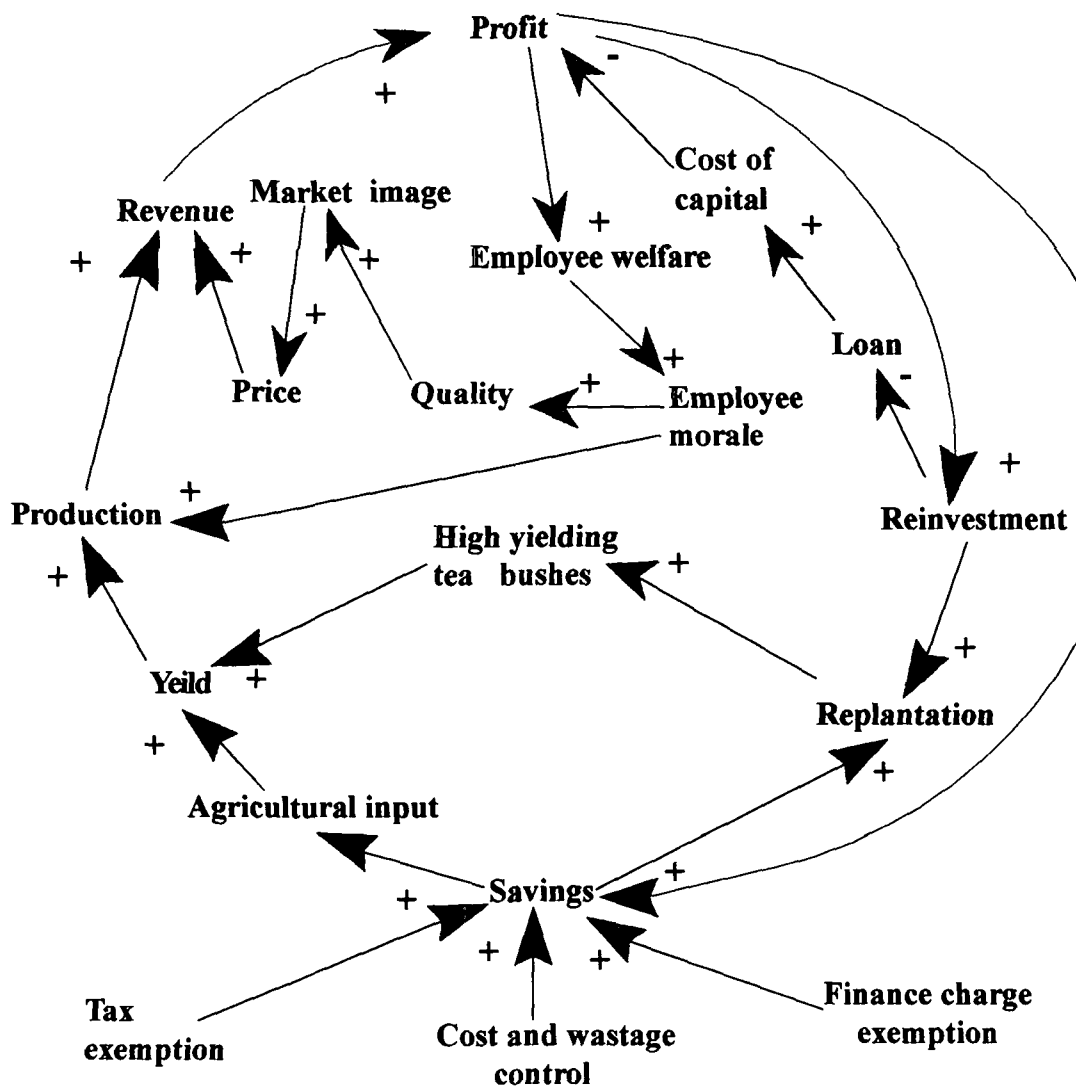 Profit
-
+
Cost of
capital
Market image
Revenue
+
+
+
+
+
Employee welfare
+
Loan
+
-
Price
Quality
+
Employee
morale
+
+
Production
Reinvestment
High yielding
tea bushes
+
+
+
Yeild
+
Replantation
+
+
Agricultural input
+
Savings
+
+
+
Tax
exemption
Cost and wastage
control
Finance charge
exemption